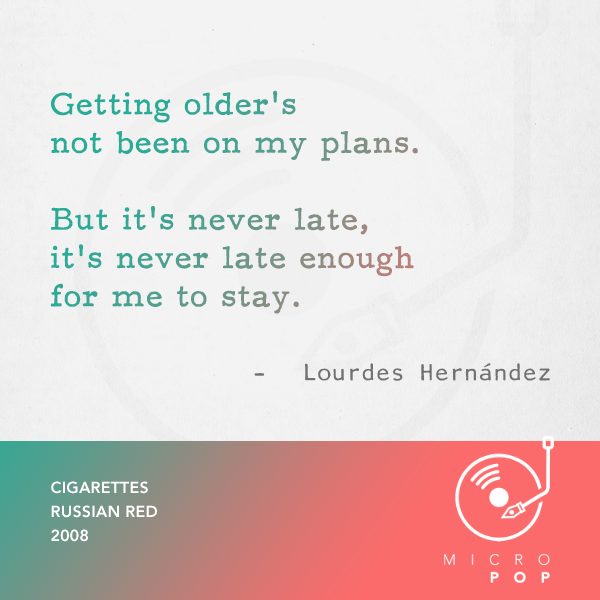 Getting older's
not been on my plans.
But it's never late,
it's never late enough
for me to stay.
- Lourdes Hernández
CIGARETTES
RUSSIAN RED
2008
MICRO
POP